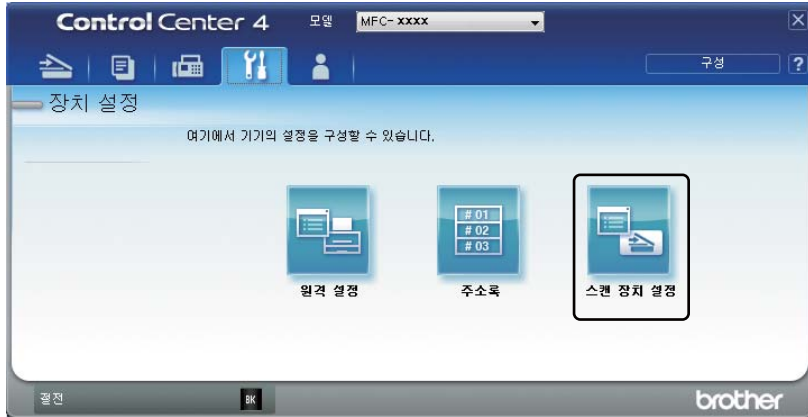 Control Center 4 모델 MFC-xxxx
구성 ?
장치 설정
여기에서 기기의 설정을 구성할 수 있습니다.
# 01
# 02
# 03
원격 설정 주소록 스캔 장치 설정
절전 BK brother